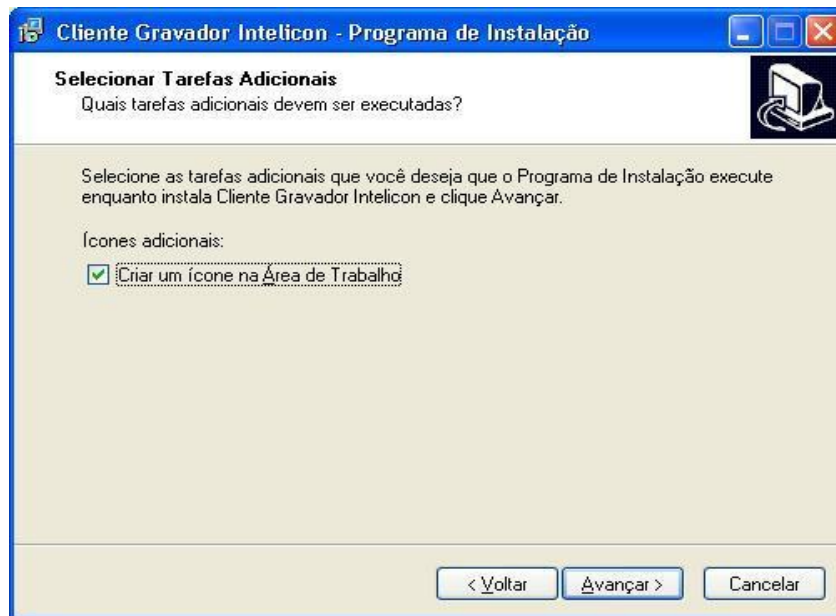 Cliente Gravador Intelicon - Programa de Instalação
Selecionar Tarefas Adicionais
Quais tarefas adicionais devem ser executadas?
Selecione as tarefas adicionais que você deseja que o Programa de Instalação execute
enquanto instala Cliente Gravador Intelicon e clique Avançar.
Ícones adicionais:
Criar um ícone na Área de Trabalho
< Voltar
Avançar >
Cancelar